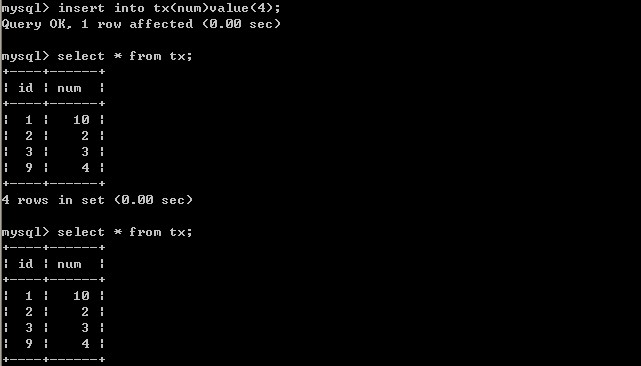 mysql> insert into tx(num)value(4);
Query OK, 1 row affected (0.00 sec)
mysql> select * from tx;
+----+------+
¦ id ¦ num  ¦
+----+------+
¦  1 ¦   10 ¦
¦  2 ¦    2 ¦
¦  3 ¦    3 ¦
¦  9 ¦    4 ¦
+----+------+
4 rows in set (0.00 sec)
mysql> select * from tx;
+----+------+
¦ id ¦ num  ¦
+----+------+
¦  1 ¦   10 ¦
¦  2 ¦    2 ¦
¦  3 ¦    3 ¦
¦  9 ¦    4 ¦
+----+------+